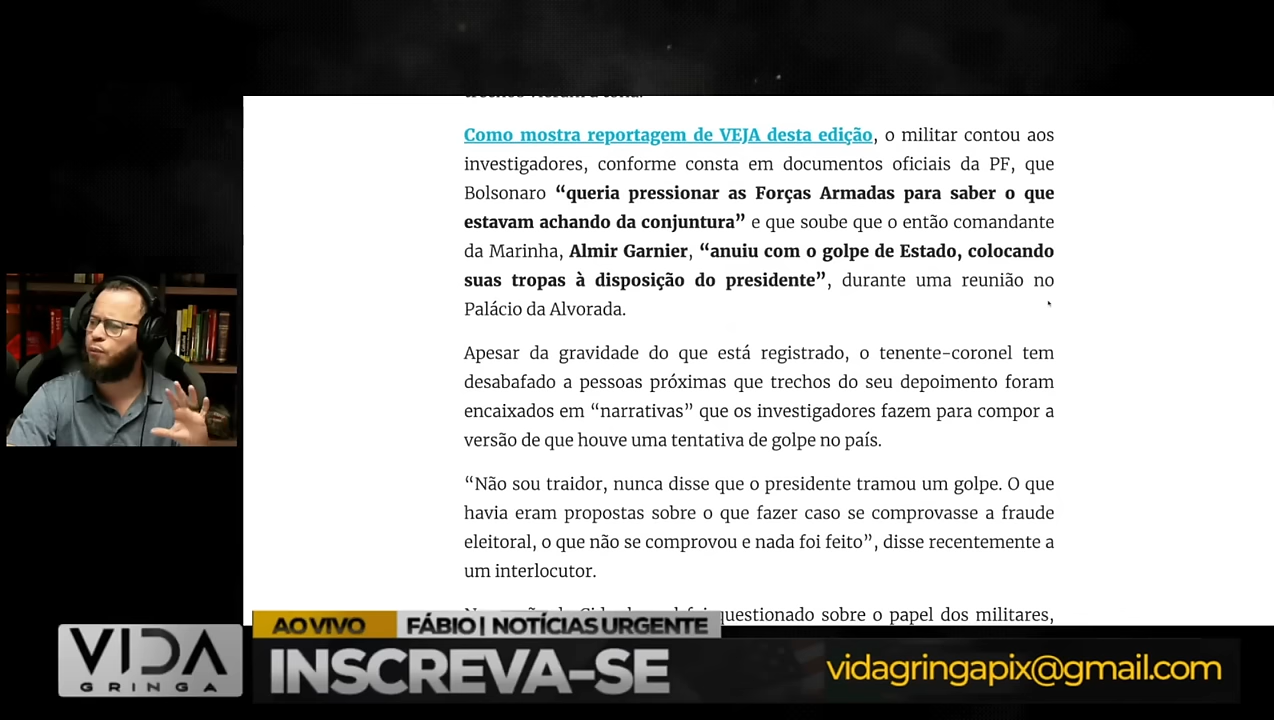 Como mostra reportagem de VEJA desta edição, o militar contou aos
investigadores, conforme consta em documentos oficiais da PF, que
Bolsonaro “queria pressionar as Forças Armadas para saber o que
estavam achando da conjuntura” e que soube que o então comandante
da Marinha, Almir Garnier, “anuiu com o golpe de Estado, colocando
suas tropas à disposição do presidente”, durante uma reunião no
Palácio da Alvorada.
Apesar da gravidade do que está registrado, o tenente-coronel tem
desabafado a pessoas próximas que trechos do seu depoimento foram
encaixados em “narrativas” que os investigadores fazem para compor a
versão de que houve uma tentativa de golpe no país.
“Não sou traidor, nunca disse que o presidente tramou um golpe. O que
havia eram propostas sobre o que fazer caso se comprovasse a fraude
eleitoral, o que não se comprovou e nada foi feito”, disse recentemente a
um interlocutor.
questionado sobre o papel dos militares,
AO VIVO FÁBIO | NOTÍCIAS URGENTE
VIDA
GRINGA
INSCREVA-SE
vidagringapix@gmail.com